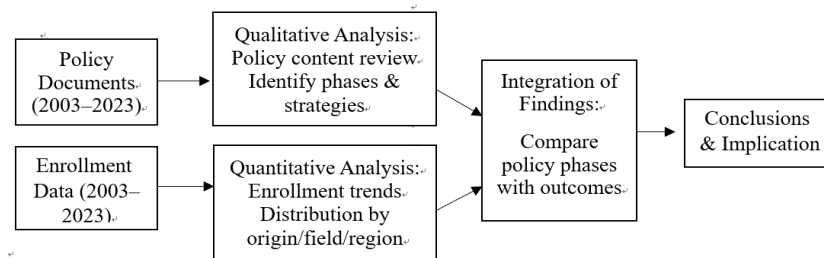 Policy
Documents
(2003–2023)
Qualitative Analysis:
Policy content review
Identify phases &
strategies
Enrollment
Data (2003–
2023)
Quantitative Analysis:
Enrollment trends
Distribution by
origin/field/region
Integration of
Findings:
Compare
policy phases
with outcomes
Conclusions
& Implication